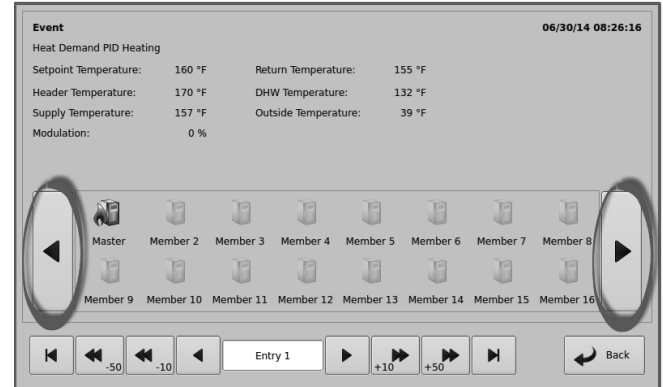 Event 06/30/14 08:26:16
Heat Demand PID Heating
Setpoint Temperature: 160 °F Return Temperature: 155 °F
Header Temperature: 170 °F DHW Temperature: 132 °F
Supply Temperature: 157 °F Outside Temperature: 39 °F
Modulation: 0 %
Master Member 2 Member 3 Member 4 Member 5 Member 6 Member 7 Member 8
Member 9 Member 10 Member 11 Member 12 Member 13 Member 14 Member 15 Member 16
-50 -10 Entry 1 +10 +50 Back